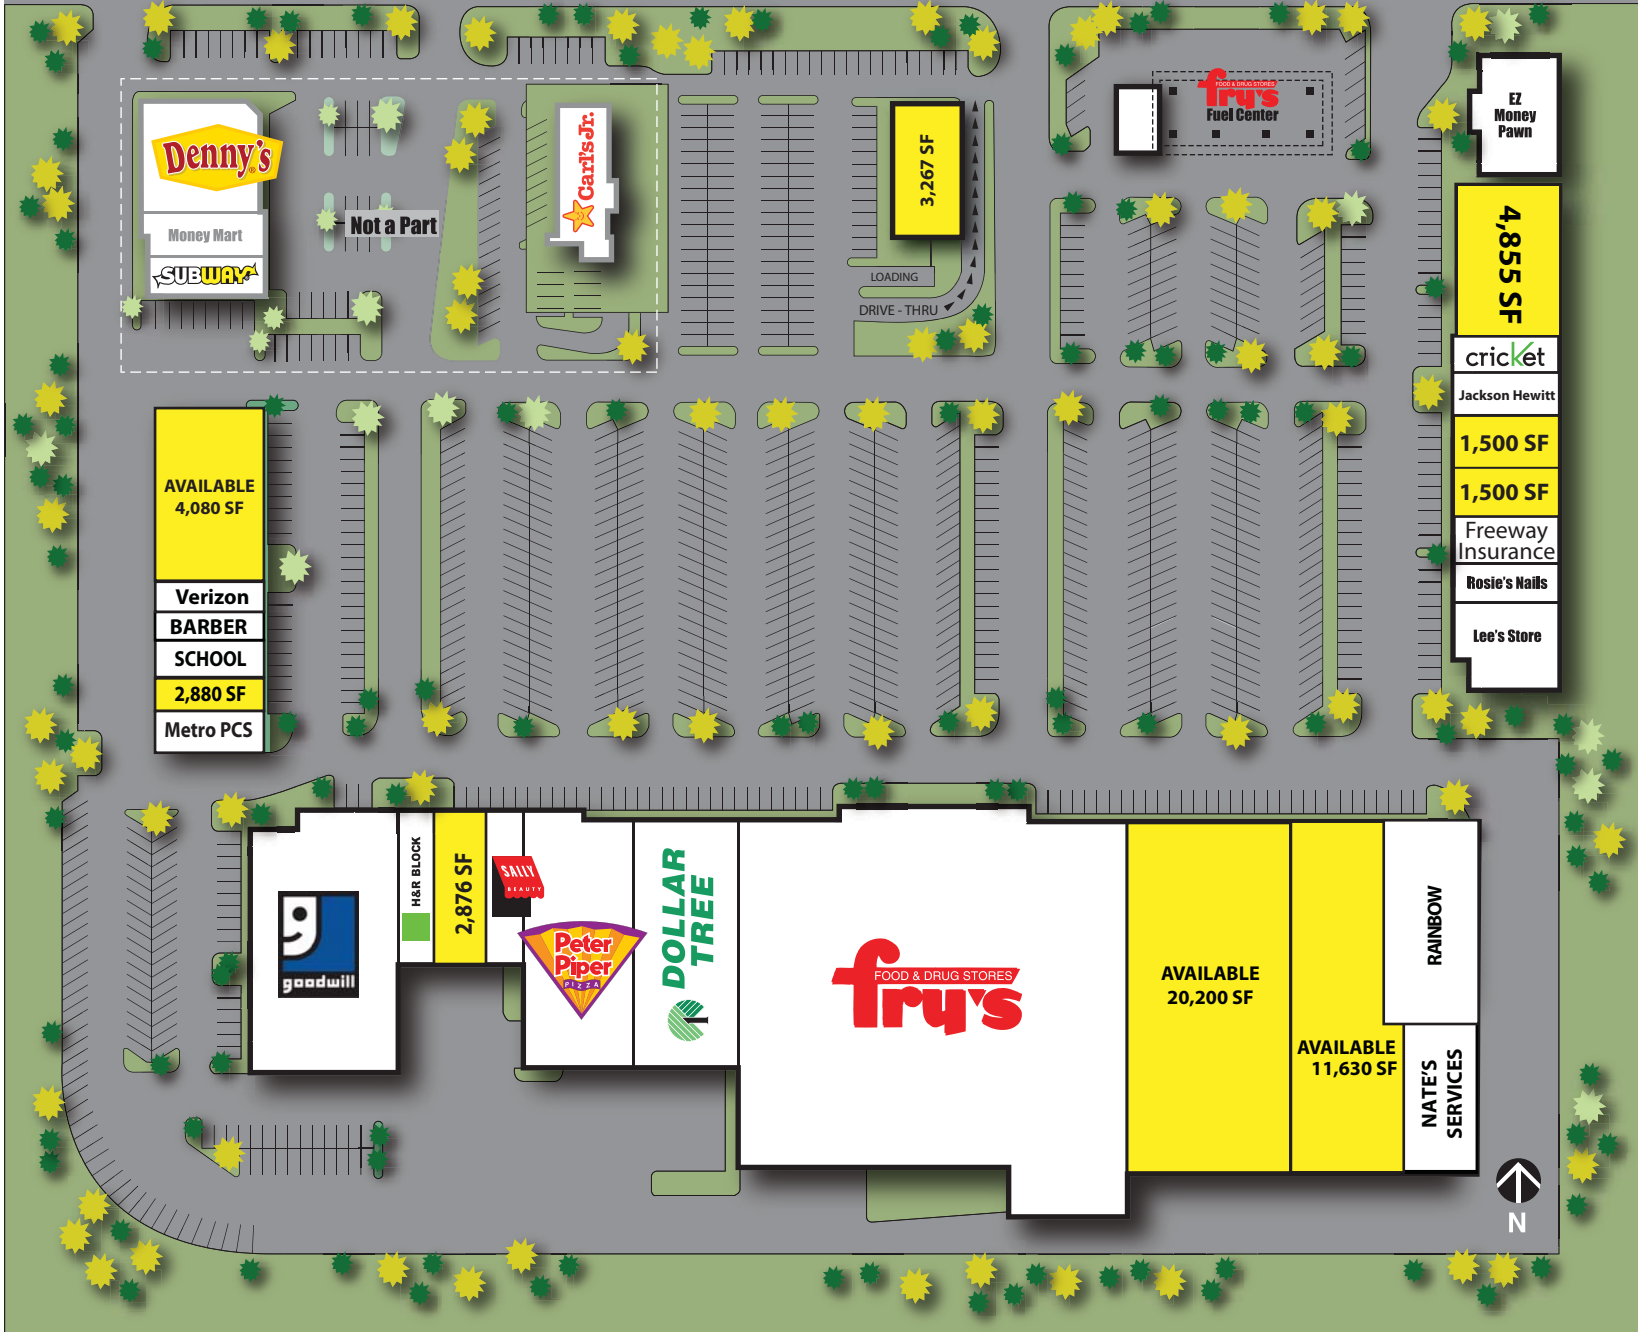 Denny's
Money Mart
SUBWAY
Not a Part
Carl's Jr.
3,267 SF
LOADING
DRIVE - THRU
FOOD & DRUG STORES
fry's
Fuel Center
EZ
Money
Pawn
4,855 SF
cricket
Jackson Hewitt
1,500 SF
1,500 SF
Freeway
Insurance
Rosie's Nails
Lee's Store
AVAILABLE
4,080 SF
Verizon
BARBER
SCHOOL
2,880 SF
Metro PCS
goodwill
H&R BLOCK
2,876 SF
SALLY
BEAUTY
Peter
Piper
PIZZA
DOLLAR
TREE
FOOD & DRUG STORES
fry's
AVAILABLE
20,200 SF
AVAILABLE
11,630 SF
RAINBOW
NATE'S
SERVICES
N